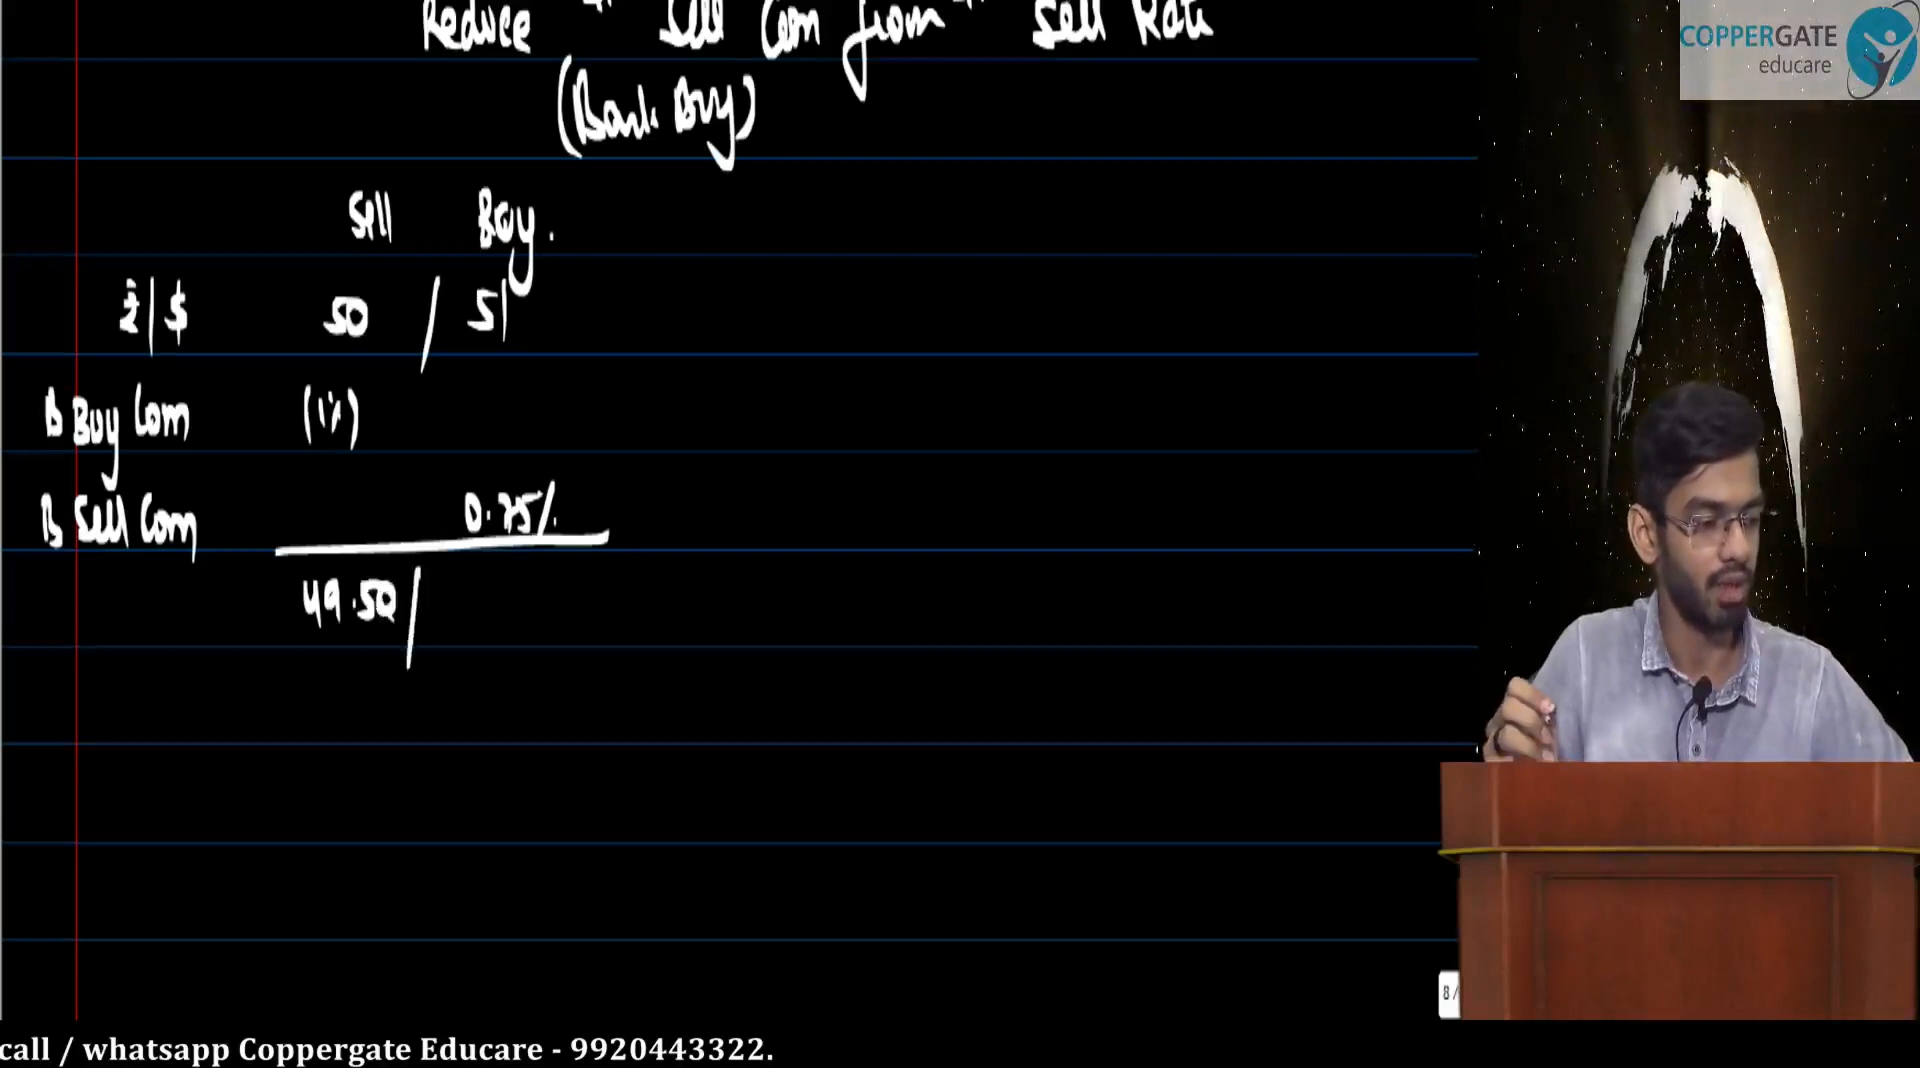 Reduce Sell Com from Sell Rate
(Bank Buy)
Sell Buy.
₹|$ 50 / 51
B Buy Com (1%)
B Sell Com 0.75%.
49.50/
COPPERGATE
educare
8/
call / whatsapp Coppergate Educare - 9920443322.